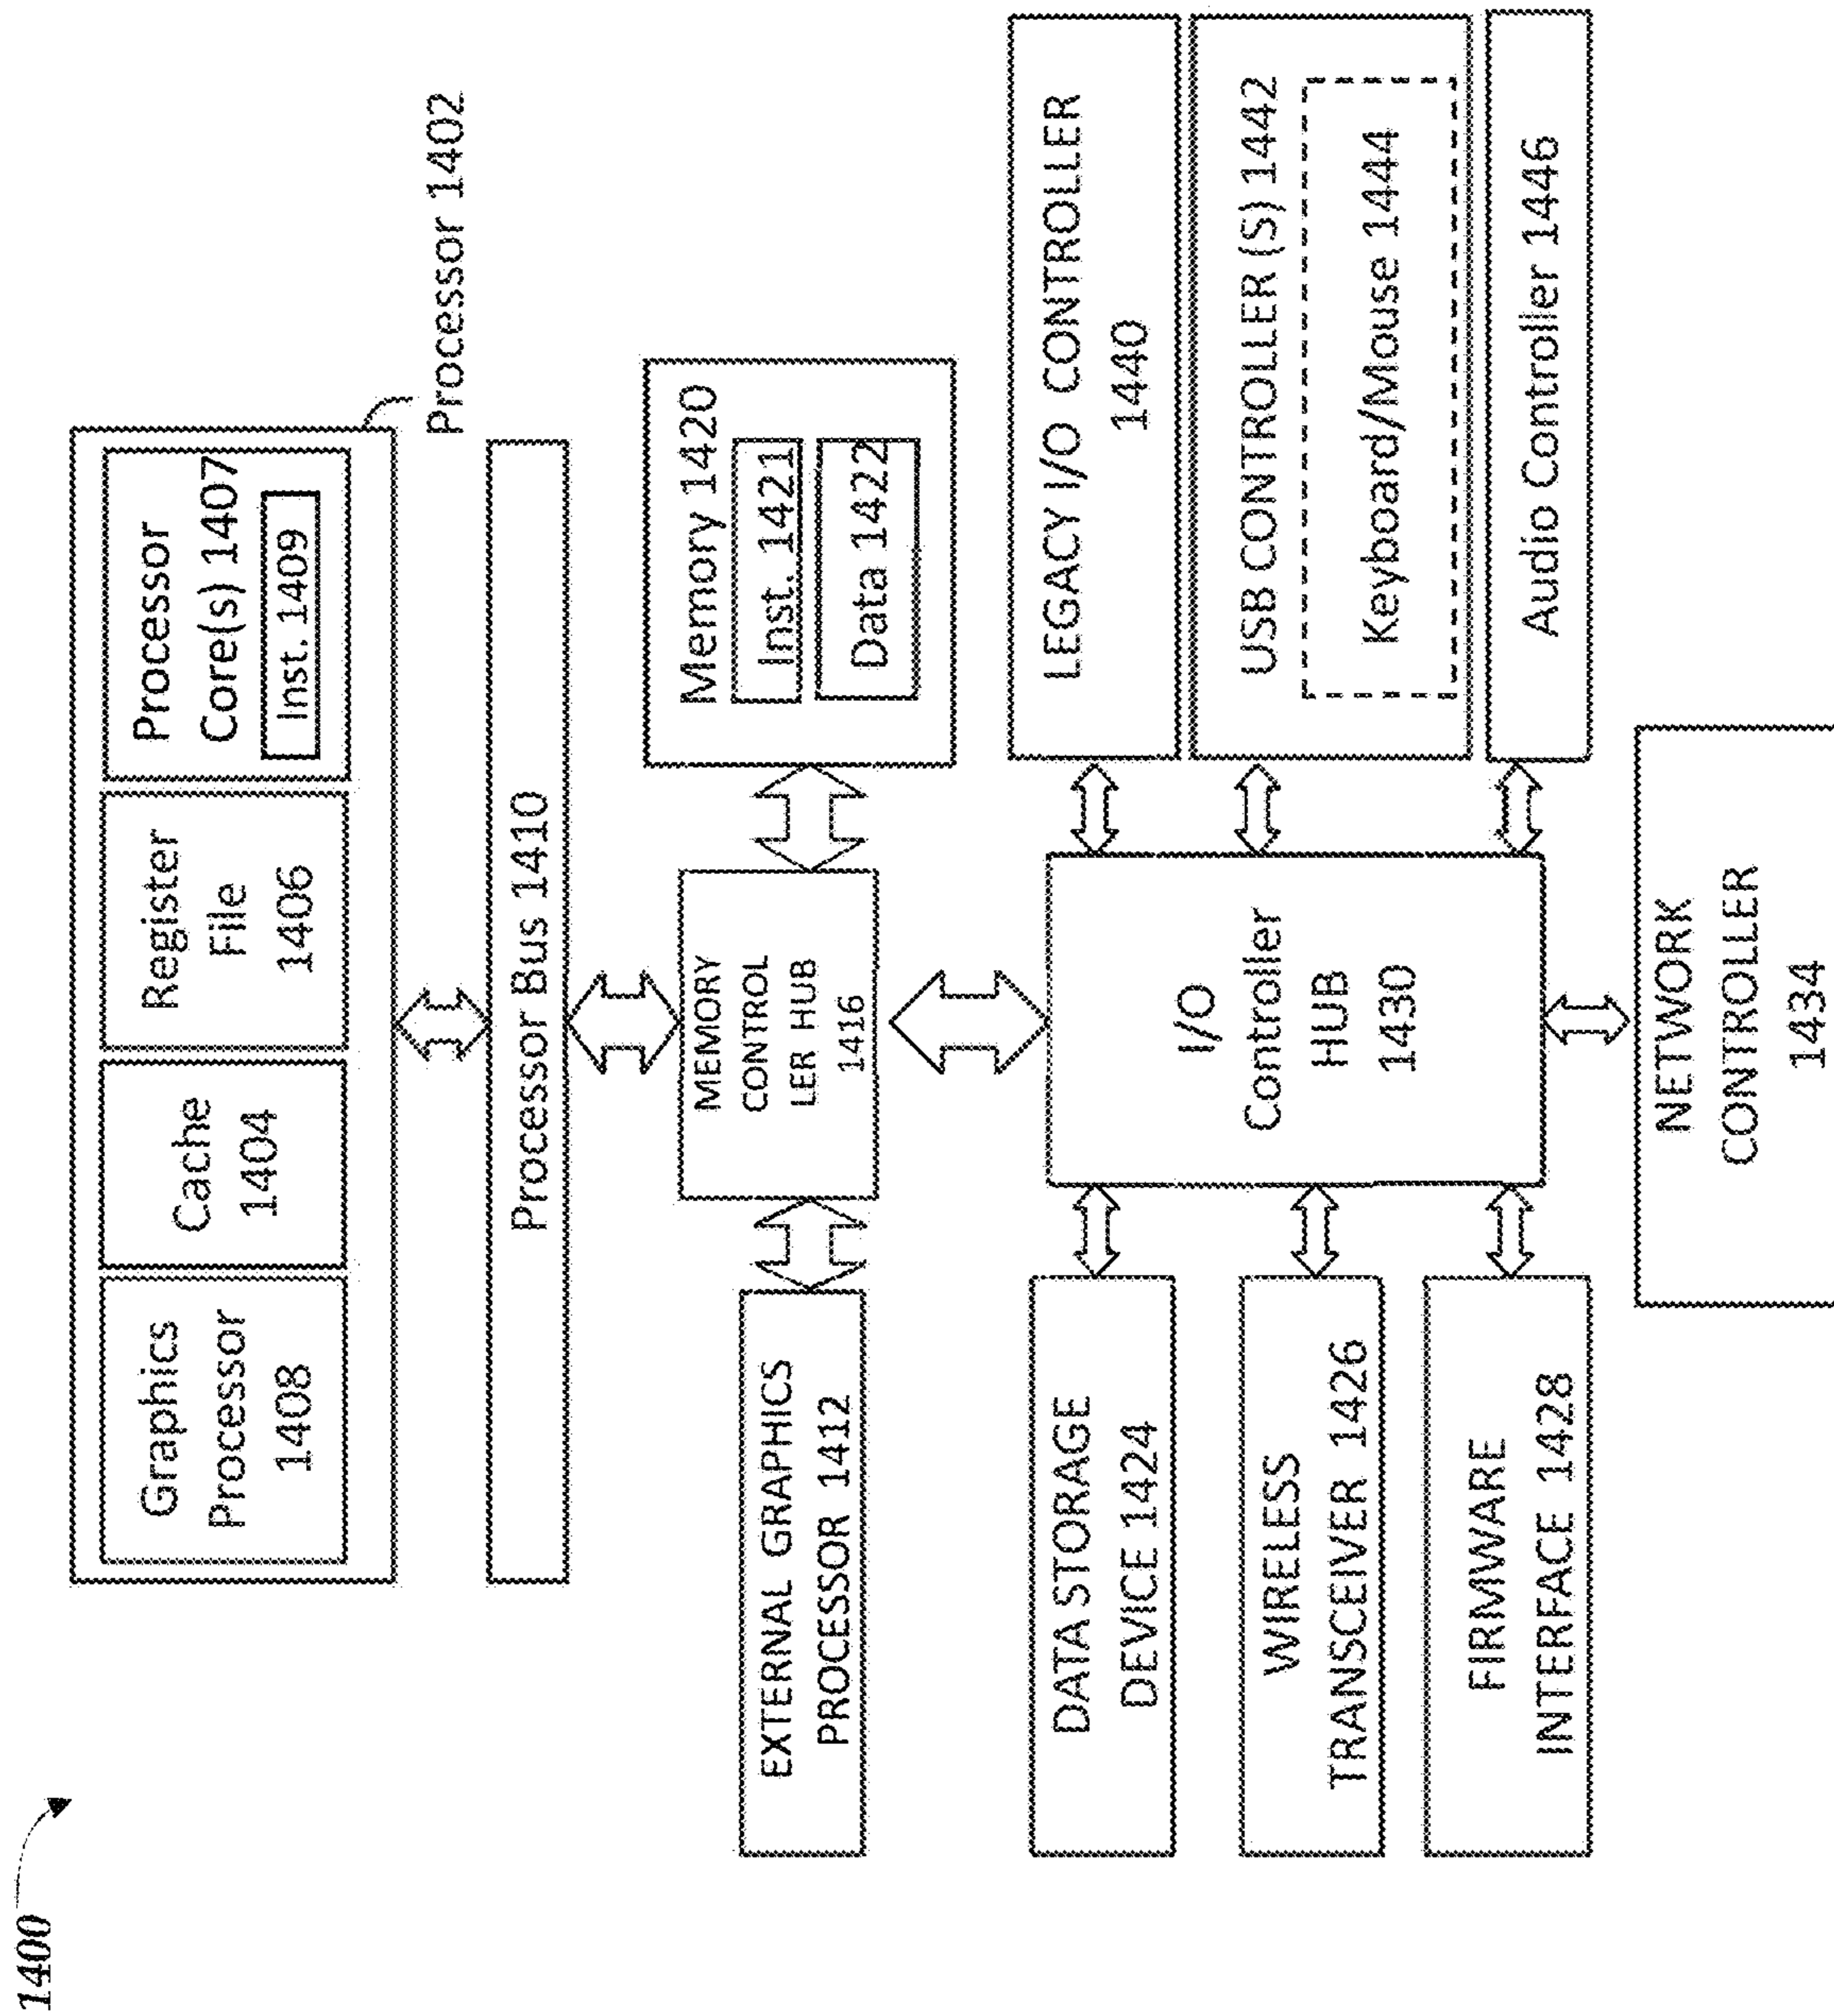 1400
Graphics
Processor
1408
Cache
1404
Register
File
1406
Processor
Core(s) 1407
Inst. 1409
Processor 1402
Processor Bus 1410
EXTERNAL GRAPHICS
PROCESSOR 1412
MEMORY
CONTROL
LER HUB
1416
Memory 1420
Inst. 1421
Data 1422
DATA STORAGE
DEVICE 1424
WIRELESS
TRANSCEIVER 1426
FIRMWARE
INTERFACE 1428
I/O
Controller
HUB
1430
LEGACY I/O CONTROLLER
1440
USB CONTROLLER (S) 1442
Keyboard/Mouse 1444
Audio Controller 1446
NETWORK
CONTROLLER
1434